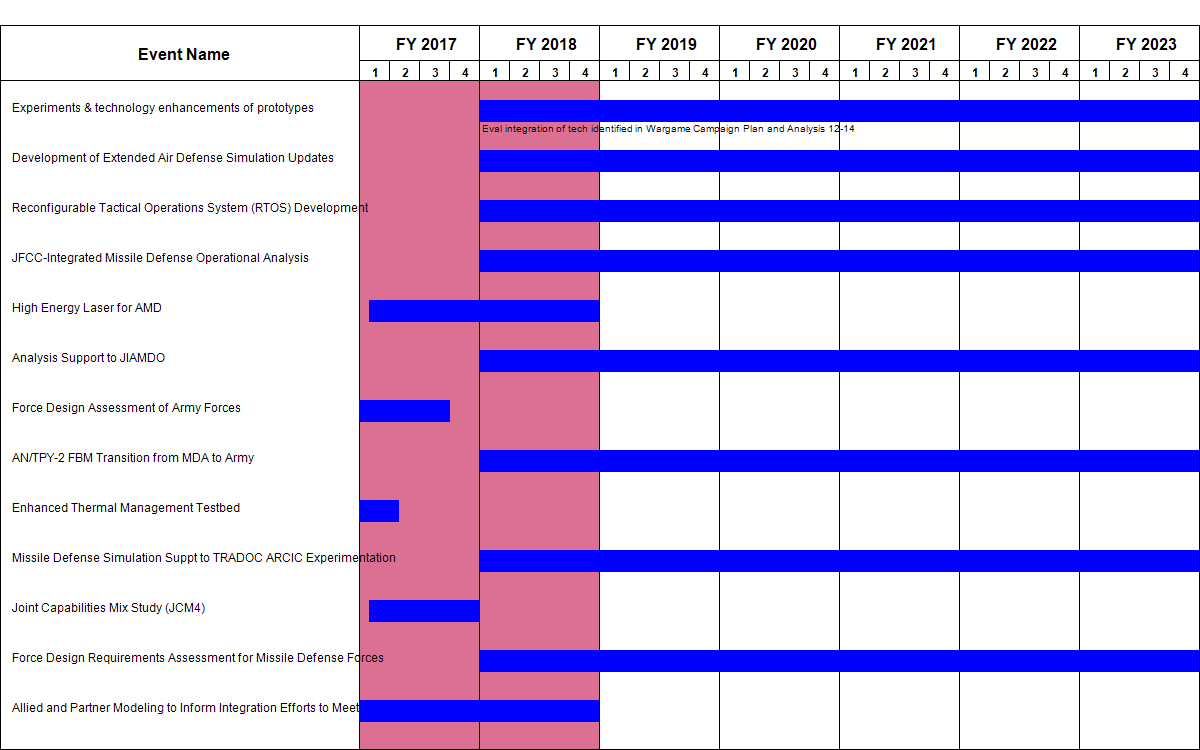 Event Name
FY 2017 FY 2018 FY 2019 FY 2020 FY 2021 FY 2022 FY 2023
1 2 3 4 1 2 3 4 1 2 3 4 1 2 3 4 1 2 3 4 1 2 3 4 1 2 3 4
Experiments & technology enhancements of prototypes
Eval integration of tech identified in Wargame Campaign Plan and Analysis 12-14
Development of Extended Air Defense Simulation Updates
Reconfigurable Tactical Operations System (RTOS) Development
JFCC-Integrated Missile Defense Operational Analysis
High Energy Laser for AMD
Analysis Support to JIAMDO
Force Design Assessment of Army Forces
AN/TPY-2 FBM Transition from MDA to Army
Enhanced Thermal Management Testbed
Missile Defense Simulation Suppt to TRADOC ARCIC Experimentation
Joint Capabilities Mix Study (JCM4)
Force Design Requirements Assessment for Missile Defense Forces
Allied and Partner Modeling to Inform Integration Efforts to Meet